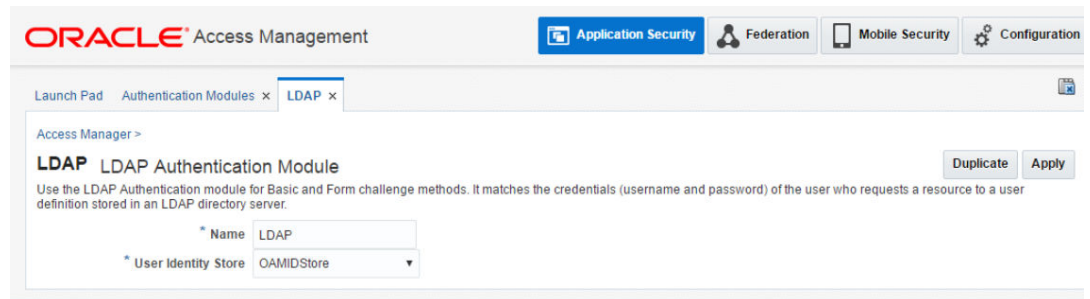 ORACLE Access Management
Application Security Federation Mobile Security Configuration
Launch Pad Authentication Modules × LDAP ×
Access Manager >
LDAP LDAP Authentication Module
Duplicate Apply
Use the LDAP Authentication module for Basic and Form challenge methods. It matches the credentials (username and password) of the user who requests a resource to a user
definition stored in an LDAP directory server.
* Name LDAP
* User Identity Store OAMIDStore